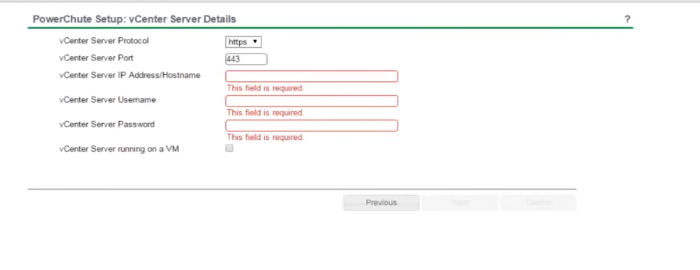 PowerChute Setup: vCenter Server Details ?
vCenter Server Protocol https
vCenter Server Port 443
vCenter Server IP Address/Hostname
This field is required.
vCenter Server Username
This field is required.
vCenter Server Password
This field is required.
vCenter Server running on a VM
Previous Next